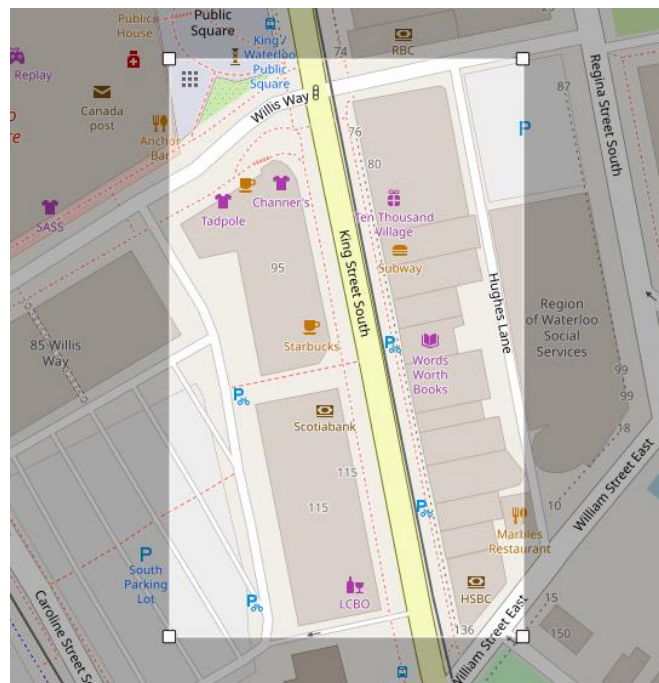 Public
House
Public
Square
King /
Waterloo
Public
Square
74
RBC
Replay
Canada
post
Anchor
Bar
Willis Way
87
Regina Street South
P
76
80
SASS
Tadpole
Channer's
Ten Thousand
Village
King Street South
95
Subway
Hughes Lane
Region
of Waterloo
Social
Services
Starbucks
P
Words
Worth
Books
85 Willis
Way
99
99
P
Scotiabank
18
115
115
P
10
William Street East
Marbles
Restaurant
P
South
Parking
Lot
LCBO
HSBC
P
15
136
150
William Street East